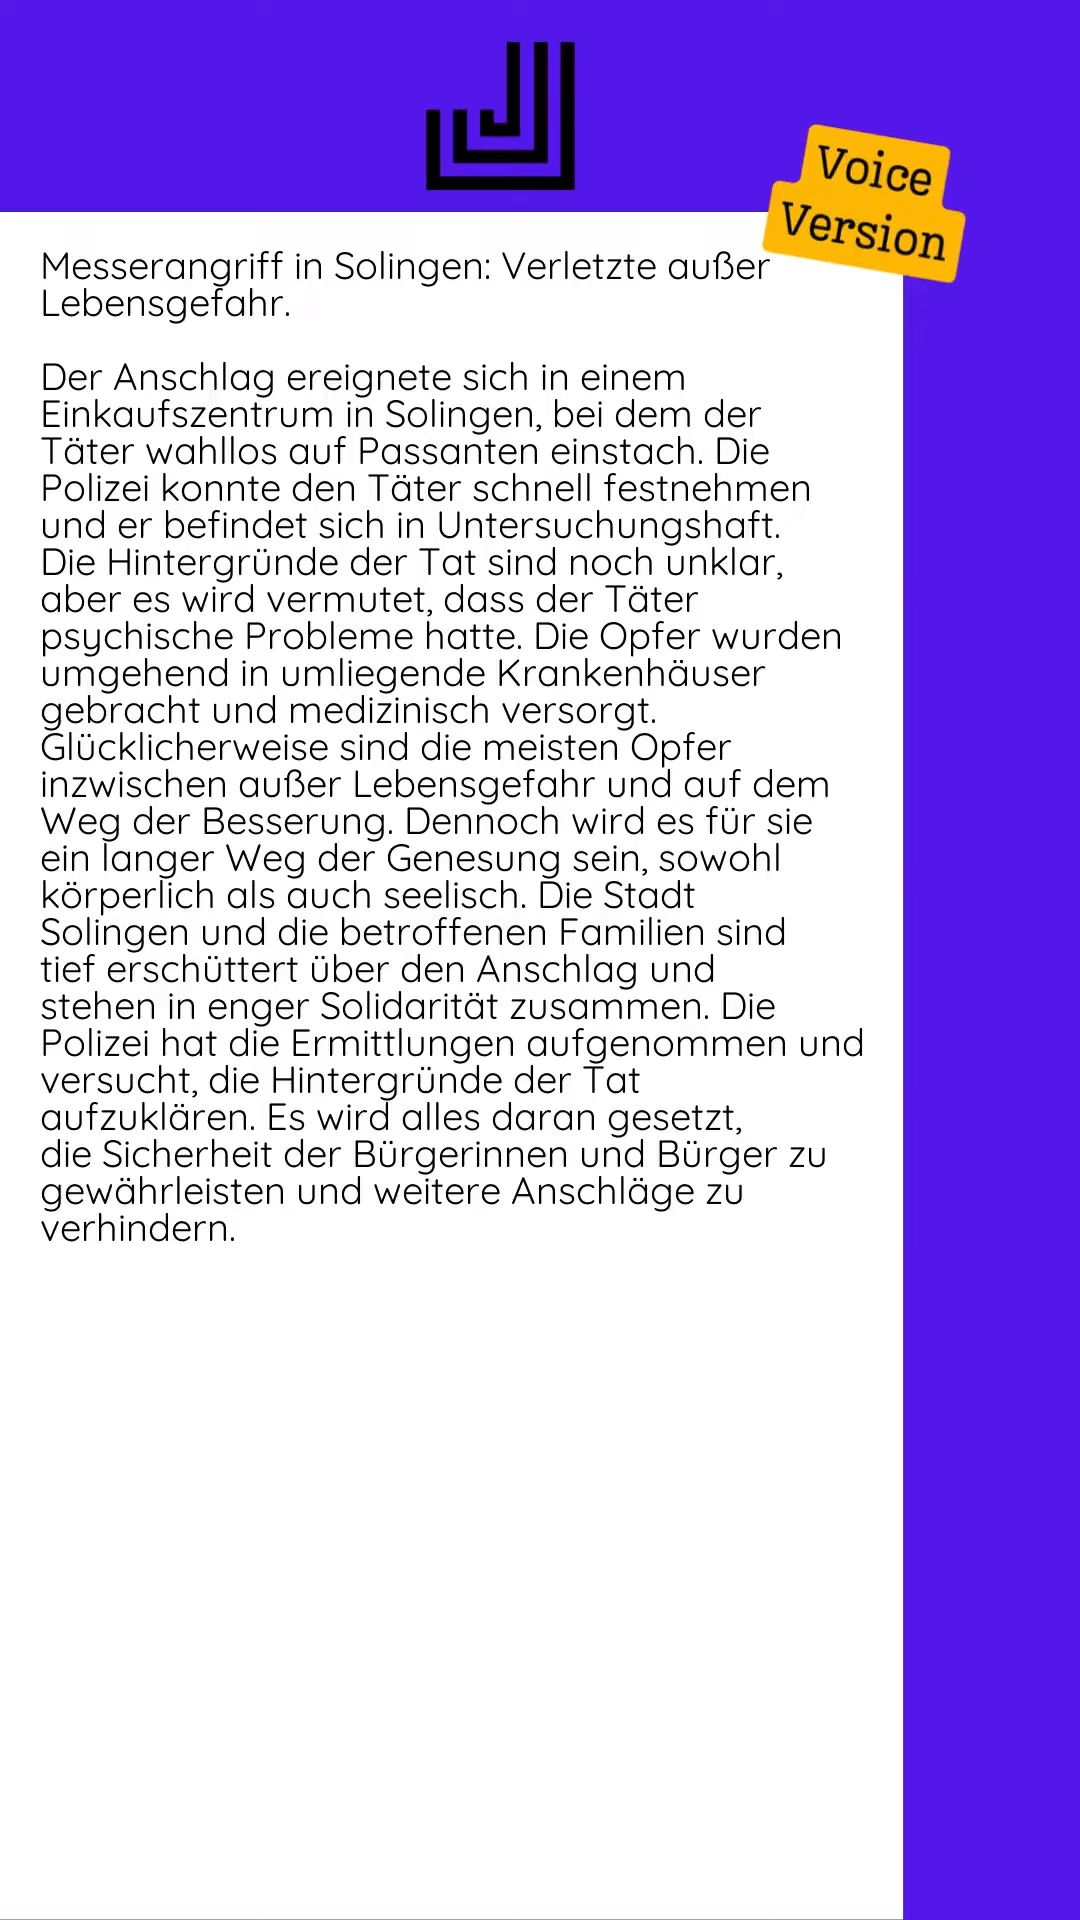 Voice
Version
Messerangriff in Solingen: Verletzte außer
Lebensgefahr.
Der Anschlag ereignete sich in einem
Einkaufszentrum in Solingen, bei dem der
Täter wahllos auf Passanten einstach. Die
Polizei konnte den Täter schnell festnehmen
und er befindet sich in Untersuchungshaft.
Die Hintergründe der Tat sind noch unklar,
aber es wird vermutet, dass der Täter
psychische Probleme hatte. Die Opfer wurden
umgehend in umliegende Krankenhäuser
gebracht und medizinisch versorgt.
Glücklicherweise sind die meisten Opfer
inzwischen außer Lebensgefahr und auf dem
Weg der Besserung. Dennoch wird es für sie
ein langer Weg der Genesung sein, sowohl
körperlich als auch seelisch. Die Stadt
Solingen und die betroffenen Familien sind
tief erschüttert über den Anschlag und
stehen in enger Solidarität zusammen. Die
Polizei hat die Ermittlungen aufgenommen und
versucht, die Hintergründe der Tat
aufzuklären. Es wird alles daran gesetzt,
die Sicherheit der Bürgerinnen und Bürger zu
gewährleisten und weitere Anschläge zu
verhindern.